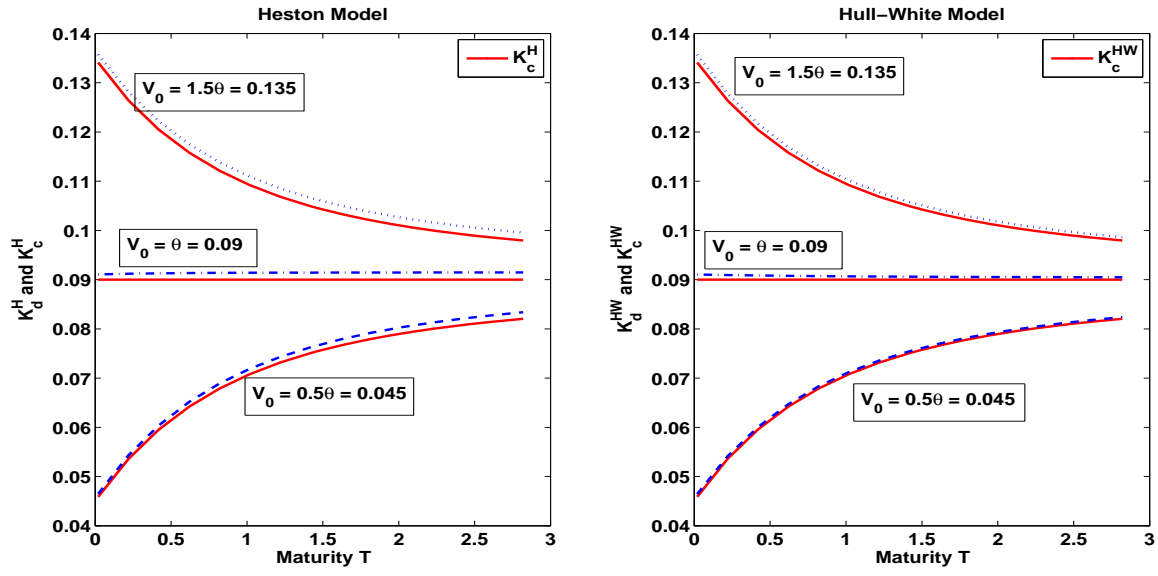 Heston Model
K_d^H and K_c^H
0.14
0.13
0.12
0.11
0.1
0.09
0.08
0.07
0.06
0.05
0.04
K_c^H
V_0 = 1.5θ = 0.135
V_0 = θ = 0.09
V_0 = 0.5θ = 0.045
0 0.5 1 1.5 2 2.5 3
Maturity T
Hull−White Model
K_d^HW and K_c^HW
0.14
0.13
0.12
0.11
0.1
0.09
0.08
0.07
0.06
0.05
0.04
K_c^HW
V_0 = 1.5θ = 0.135
V_0 = θ = 0.09
V_0 = 0.5θ = 0.045
0 0.5 1 1.5 2 2.5 3
Maturity T